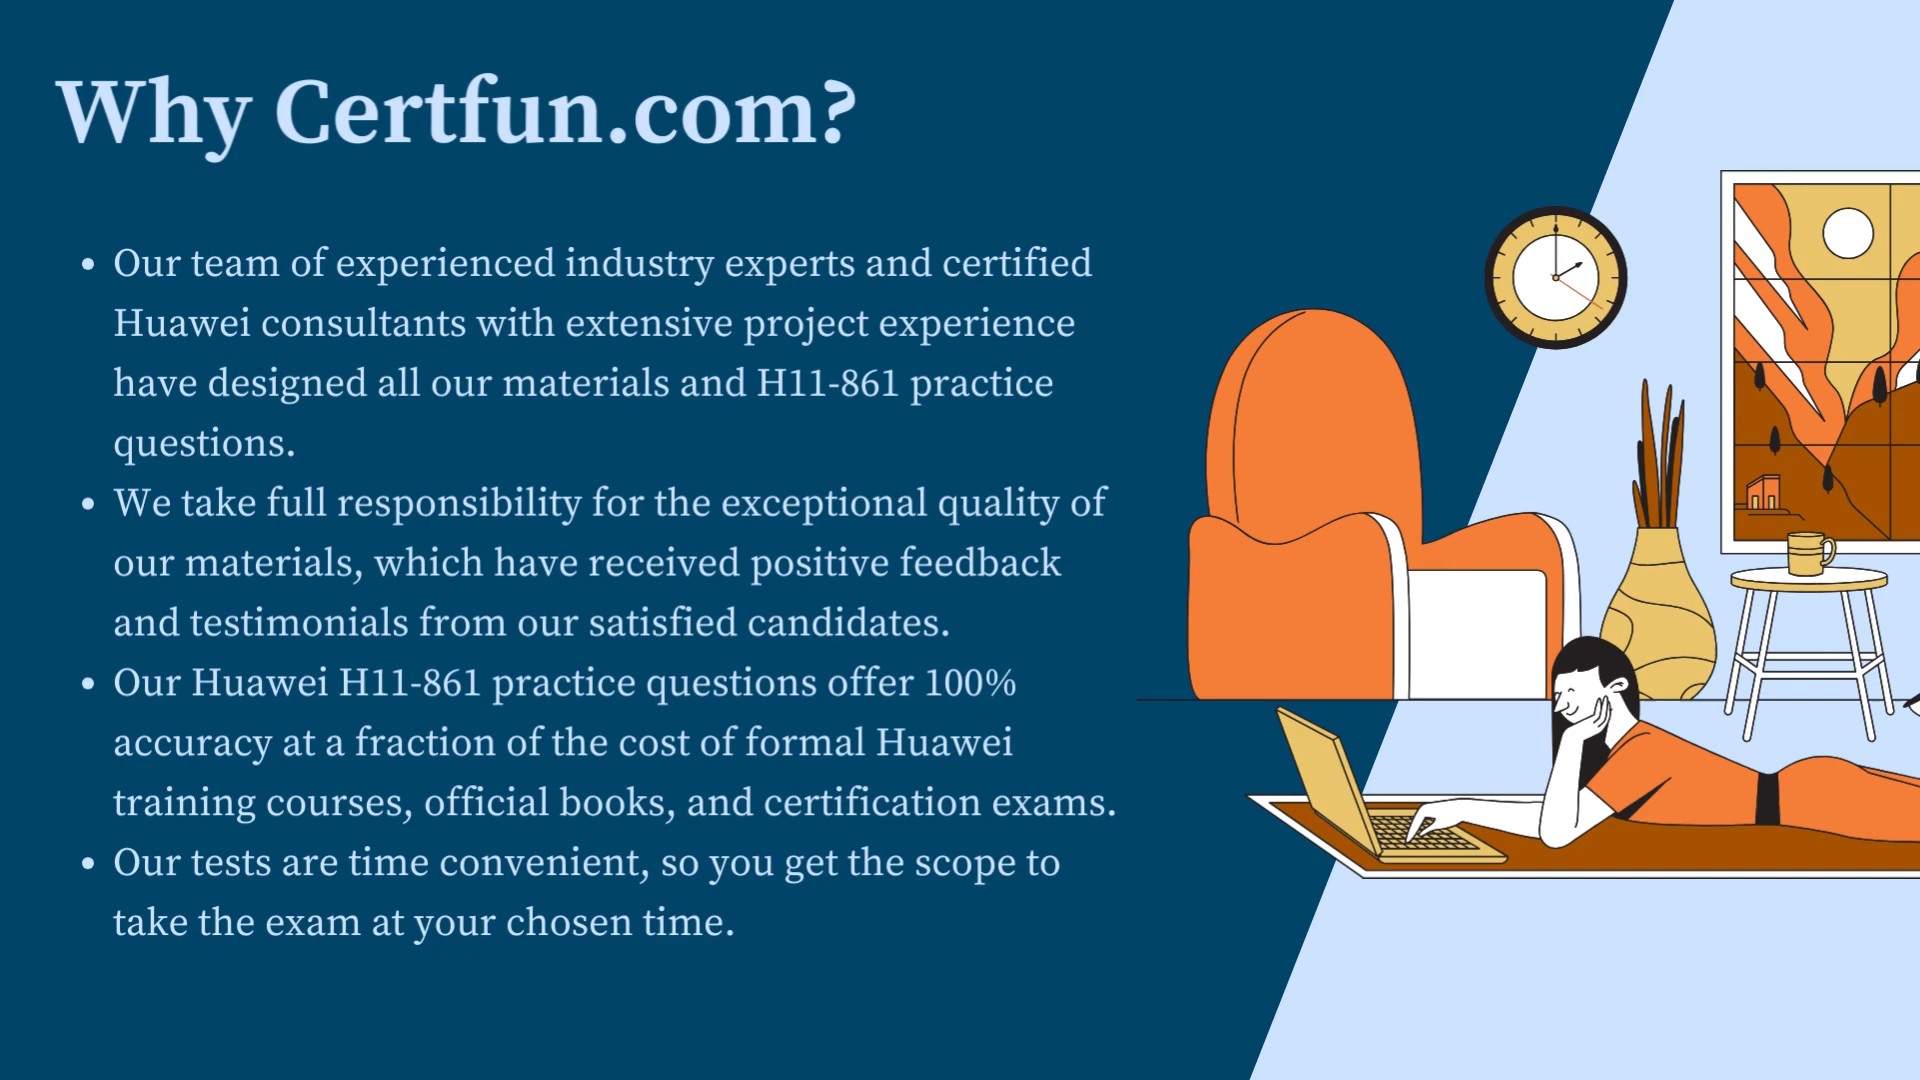 Why Certfun.com?
• Our team of experienced industry experts and certified
Huawei consultants with extensive project experience
have designed all our materials and H11-861 practice
questions.
• We take full responsibility for the exceptional quality of
our materials, which have received positive feedback
and testimonials from our satisfied candidates.
• Our Huawei H11-861 practice questions offer 100%
accuracy at a fraction of the cost of formal Huawei
training courses, official books, and certification exams.
• Our tests are time convenient, so you get the scope to
take the exam at your chosen time.